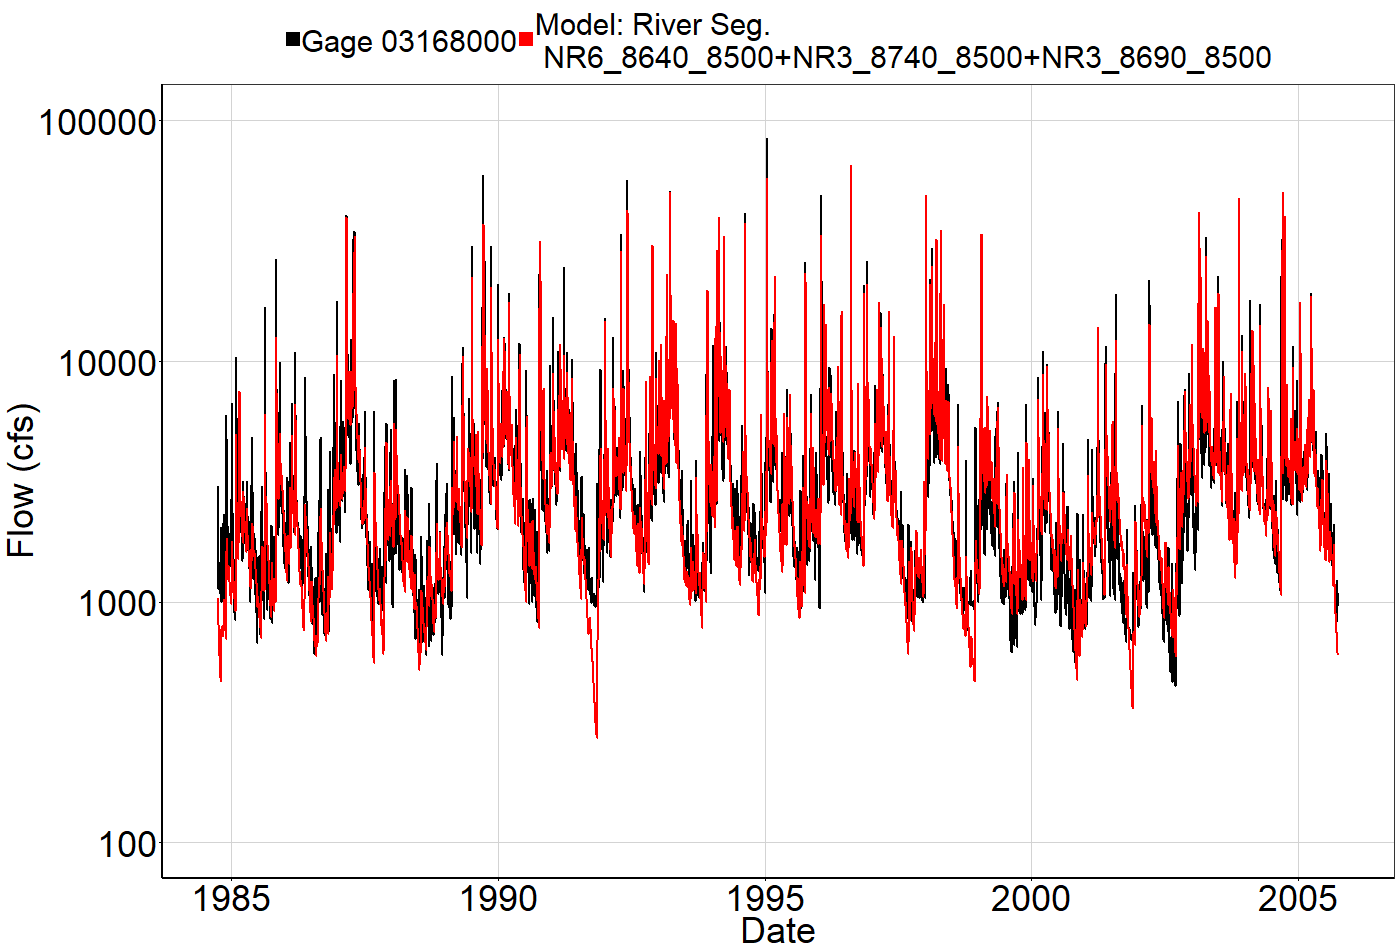 Gage 03168000
Model: River Seg.
NR6_8640_8500+NR3_8740_8500+NR3_8690_8500
100000
10000
1000
100
Flow (cfs)
1985 1990 1995 2000 2005
Date